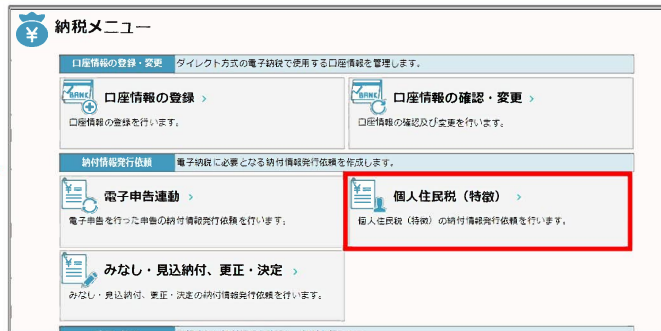 納税メニュー
口座情報の登録・変更 ダイレクト方式の電子納税で使用する口座情報を管理します。
口座情報の登録 >
口座情報の登録を行います。
口座情報の確認・変更 >
口座情報の確認及び変更を行います。
納付情報発行依頼 電子納税に必要となる納付情報発行依頼を作成します。
電子申告連動 >
電子申告を行った申告の納付情報発行依頼を行います。
個人住民税（特徴） >
個人住民税（特徴）の納付情報発行依頼を行います。
みなし・見込納付、更正・決定 >
みなし・見込納付、更正・決定の納付情報発行依頼を行います。